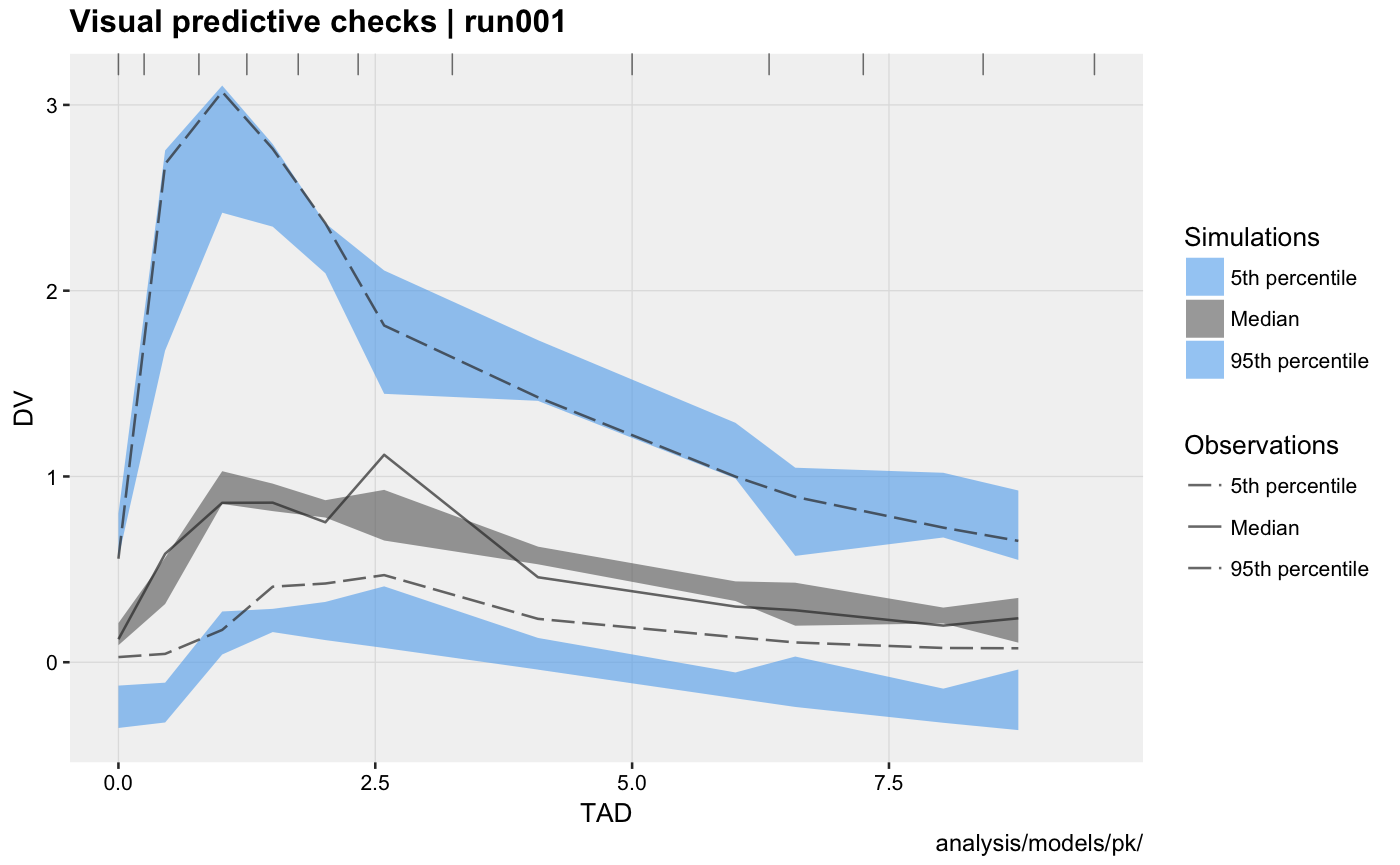 Visual predictive checks | run001
3
2
1
0
DV
0.0 2.5 5.0 7.5
TAD
analysis/models/pk/
Simulations
5th percentile
Median
95th percentile
Observations
5th percentile
Median
95th percentile